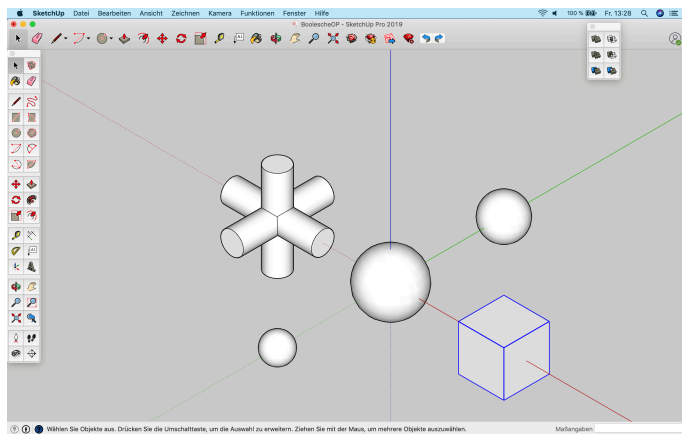 SketchUp Datei Bearbeiten Ansicht Zeichnen Kamera Funktionen Fenster Hilfe 100 % Fr. 13:28
BoolescheOP – SketchUp Pro 2019
A1
A1
Wählen Sie Objekte aus. Drücken Sie die Umschalttaste, um die Auswahl zu erweitern. Ziehen Sie mit der Maus, um mehrere Objekte auszuwählen. Maßangaben